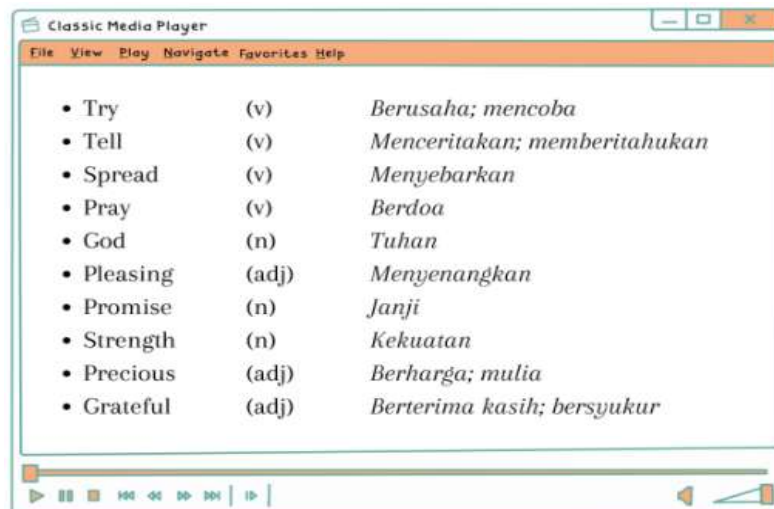 Classic Media Player
File View Play Navigate Favorites Help
• Try (v) Berusaha; mencoba
• Tell (v) Menceritakan; memberitahukan
• Spread (v) Menyebarkan
• Pray (v) Berdoa
• God (n) Tuhan
• Pleasing (adj) Menyenangkan
• Promise (n) Janji
• Strength (n) Kekuatan
• Precious (adj) Berharga; mulia
• Grateful (adj) Berterima kasih; bersyukur